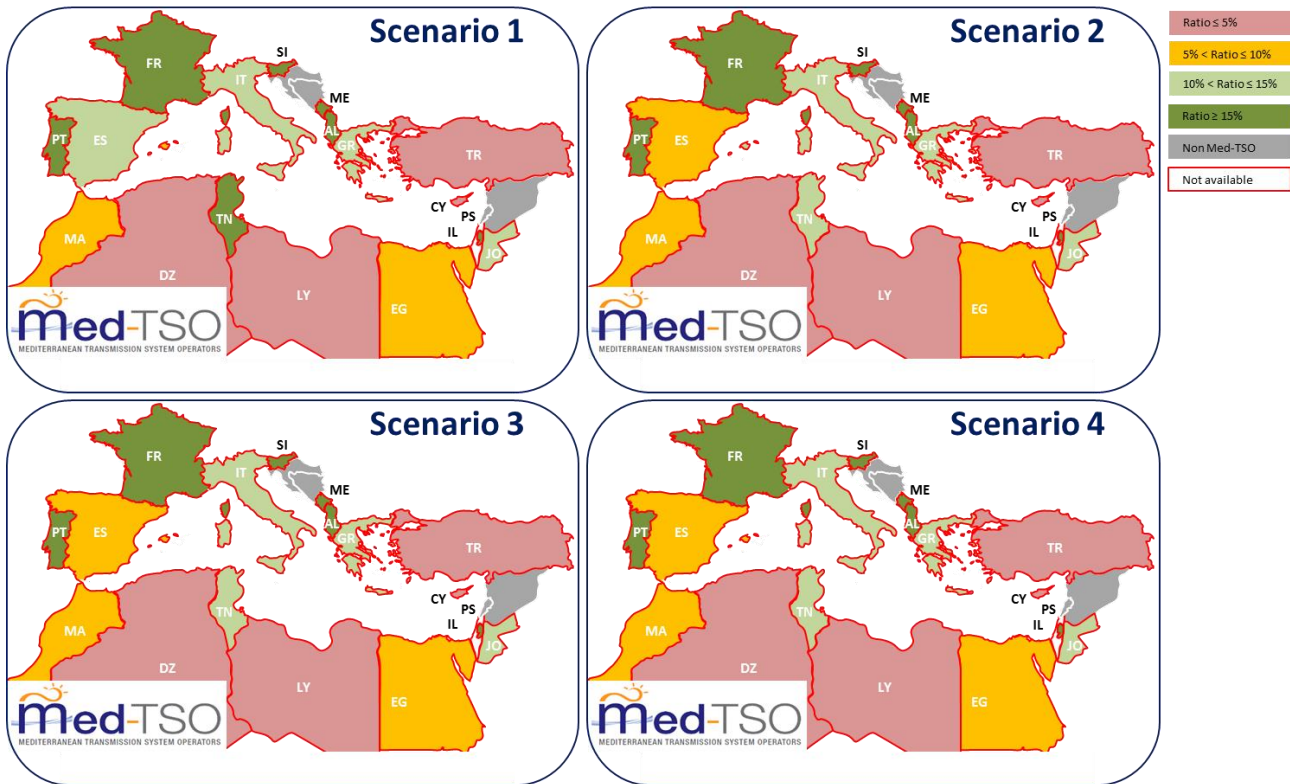 Scenario 1
FR
SI
IT
ME
PT
ES
AL
GR
TR
TN
CY
PS
MA
IL
JO
DZ
LY
EG
Med-TSO
MEDITERRANEAN TRANSMISSION SYSTEM OPERATORS
Scenario 2
FR
SI
IT
ME
PT
ES
AL
GR
TR
TN
CY
PS
MA
IL
JO
DZ
LY
EG
Med-TSO
MEDITERRANEAN TRANSMISSION SYSTEM OPERATORS
Ratio ≤ 5%
5% < Ratio ≤ 10%
10% < Ratio ≤ 15%
Ratio ≥ 15%
Non Med-TSO
Not available
Scenario 3
FR
SI
IT
ME
PT
ES
AL
GR
TR
TN
CY
PS
MA
IL
JO
DZ
LY
EG
Med-TSO
MEDITERRANEAN TRANSMISSION SYSTEM OPERATORS
Scenario 4
FR
SI
IT
ME
PT
ES
AL
GR
TR
TN
CY
PS
MA
IL
JO
DZ
LY
EG
Med-TSO
MEDITERRANEAN TRANSMISSION SYSTEM OPERATORS